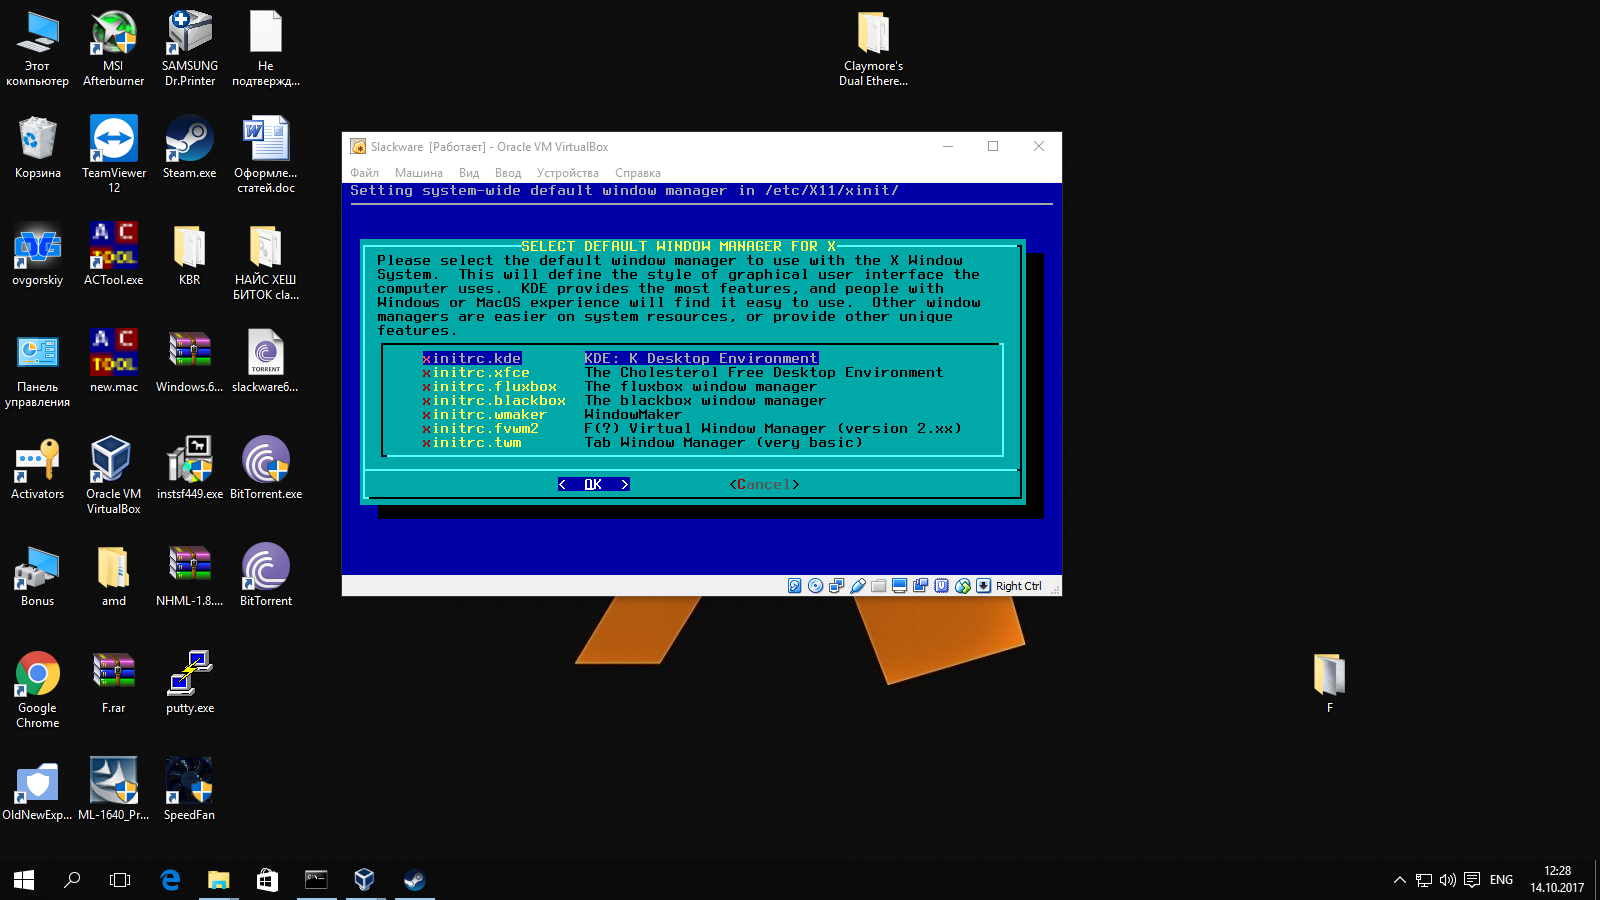 Этот
компьютер
MSI
Afterburner
SAMSUNG
Dr.Printer
Не
подтвержд...
Claymore's
Dual Ethere...
Корзина
TeamViewer
12
Steam.exe
W
Оформле...
статей.doc
OVG
ovgorskiy
AC
TOOL
ACTool.exe
KBR
НАЙС ХЕШ
БИТОК cla...
Панель
управления
AC
TOOL
new.mac
Windows.6...
TORRENT
slackware6...
Activators
Oracle VM
VirtualBox
instsf449.exe
BitTorrent.exe
Bonus
amd
NHML-1.8....
BitTorrent
Google
Chrome
F.rar
putty.exe
OldNewExp...
ML-1640_Pr...
SpeedFan
Slackware [Работает] - Oracle VM VirtualBox
Файл Машина Вид Ввод Устройства Справка
Setting system-wide default window manager in /etc/X11/xinit/
SELECT DEFAULT WINDOW MANAGER FOR X
Please select the default window manager to use with the X Window
System. This will define the style of graphical user interface the
computer uses. KDE provides the most features, and people with
Windows or MacOS experience will find it easy to use. Other window
managers are easier on system resources, or provide other unique
features.
xinitrc.kde KDE: K Desktop Environment
xinitrc.xfce The Cholesterol Free Desktop Environment
xinitrc.fluxbox The fluxbox window manager
xinitrc.blackbox The blackbox window manager
xinitrc.wmaker WindowMaker
xinitrc.fvwm2 F(?) Virtual Window Manager (version 2.xx)
xinitrc.twm Tab Window Manager (very basic)
< OK > <Cancel>
Right Ctrl
F
ENG
12:28
14.10.2017